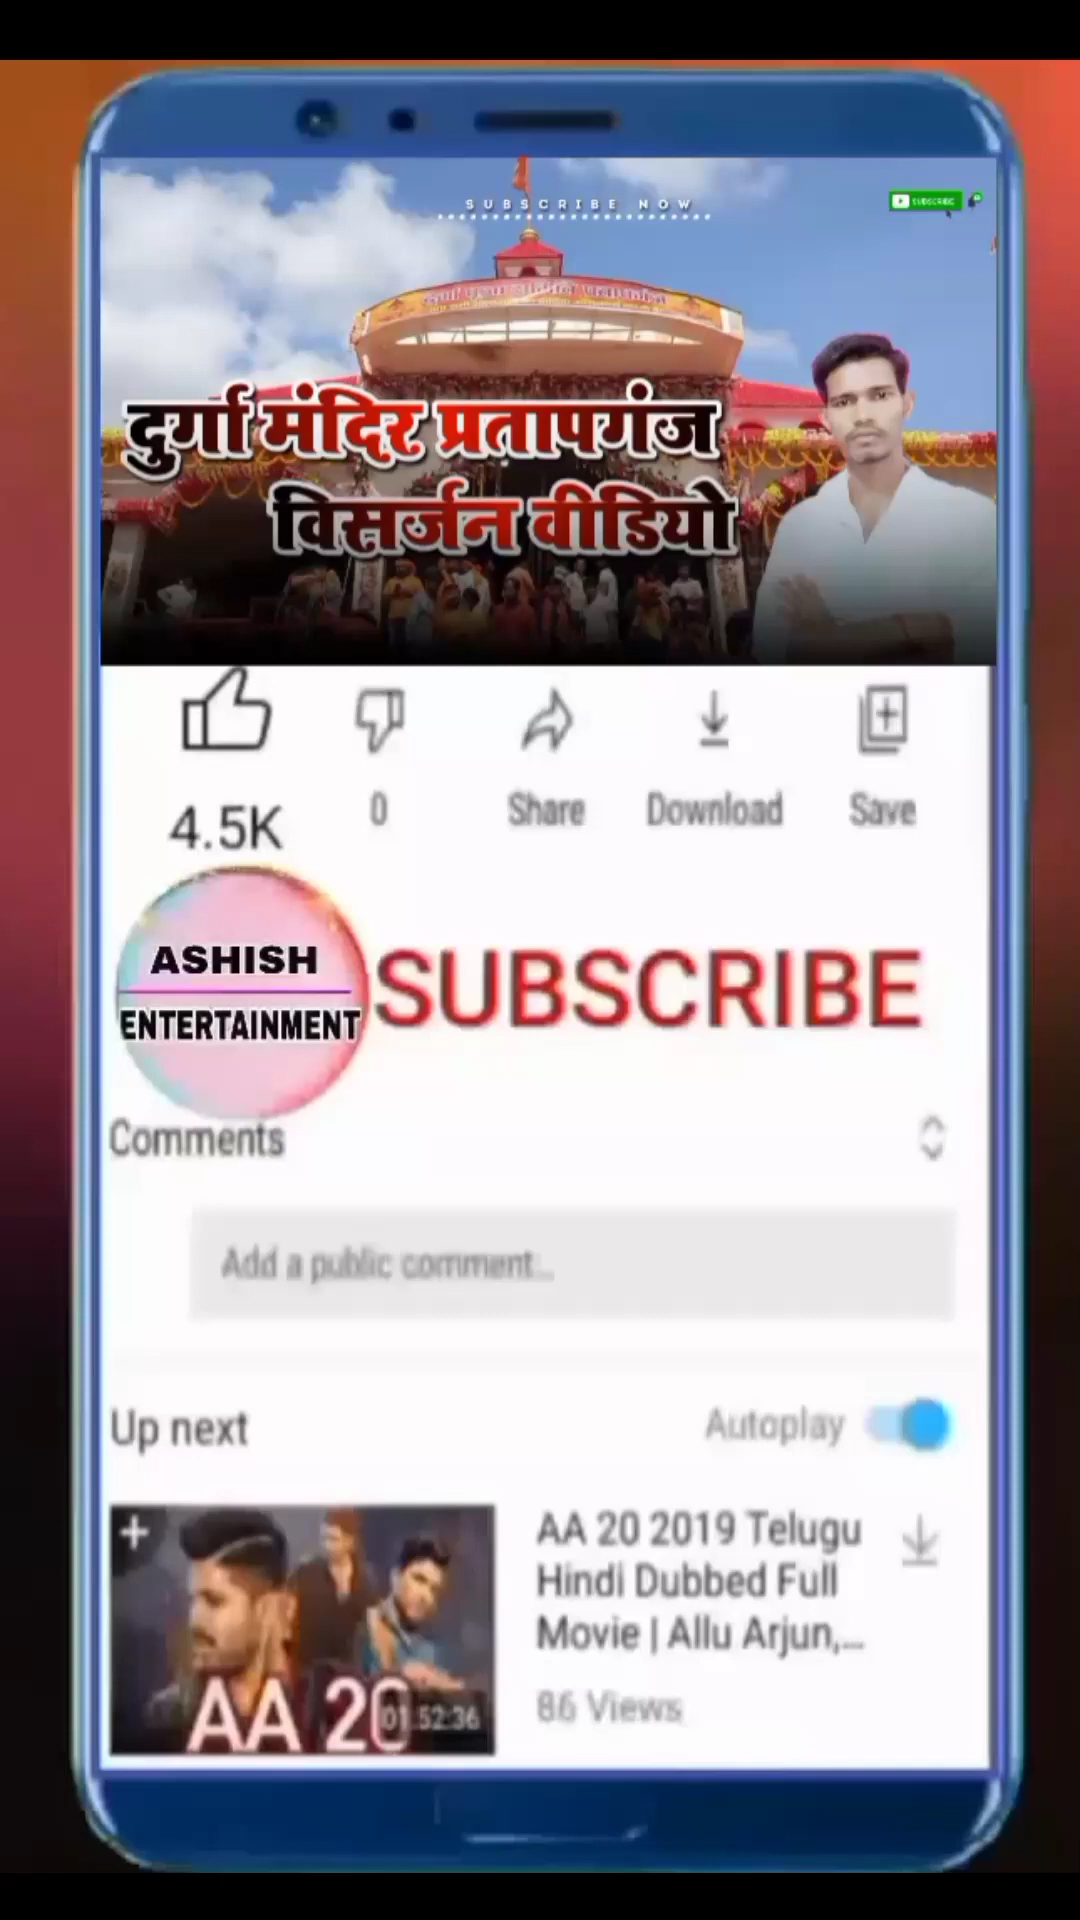 SUBSCRIBE NOW
SUBSCRIBE
दुर्गा मंदिर प्रतापगंज
विसर्जन वीडियो
4.5K
0
Share
Download
Save
ASHISH
ENTERTAINMENT
SUBSCRIBE
Comments
Add a public comment...
Up next
Autoplay
AA 20
01:52:36
AA 20 2019 Telugu
Hindi Dubbed Full
Movie | Allu Arjun,...
86 Views